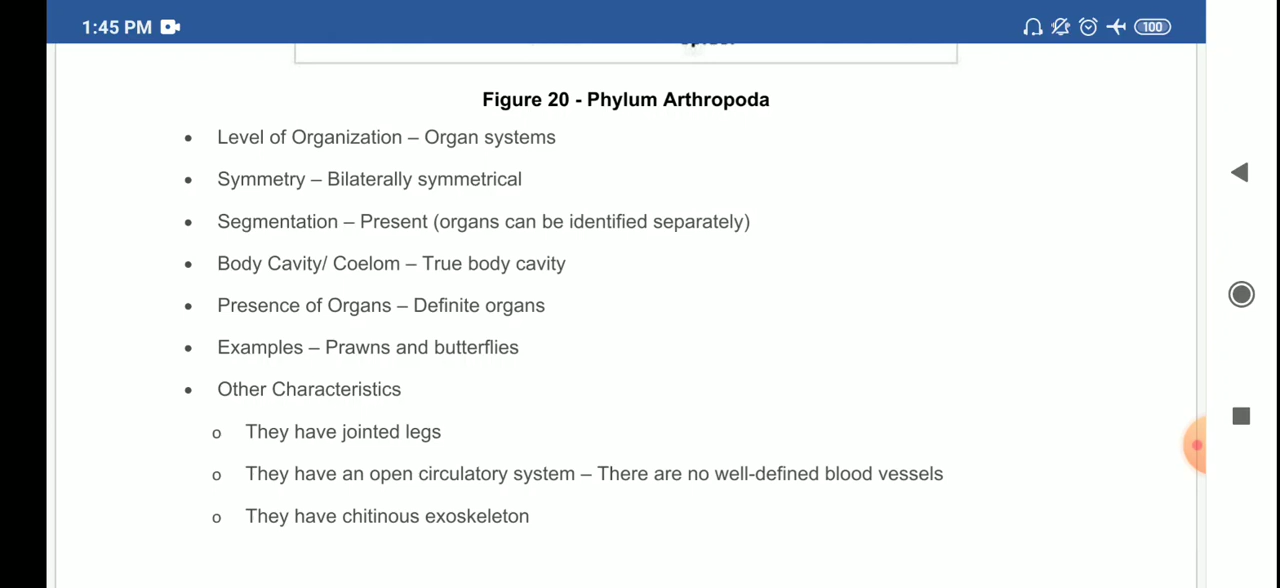 1:45 PM
100
Figure 20 - Phylum Arthropoda
• Level of Organization – Organ systems
• Symmetry – Bilaterally symmetrical
• Segmentation – Present (organs can be identified separately)
• Body Cavity/ Coelom – True body cavity
• Presence of Organs – Definite organs
• Examples – Prawns and butterflies
• Other Characteristics
o They have jointed legs
o They have an open circulatory system – There are no well-defined blood vessels
o They have chitinous exoskeleton